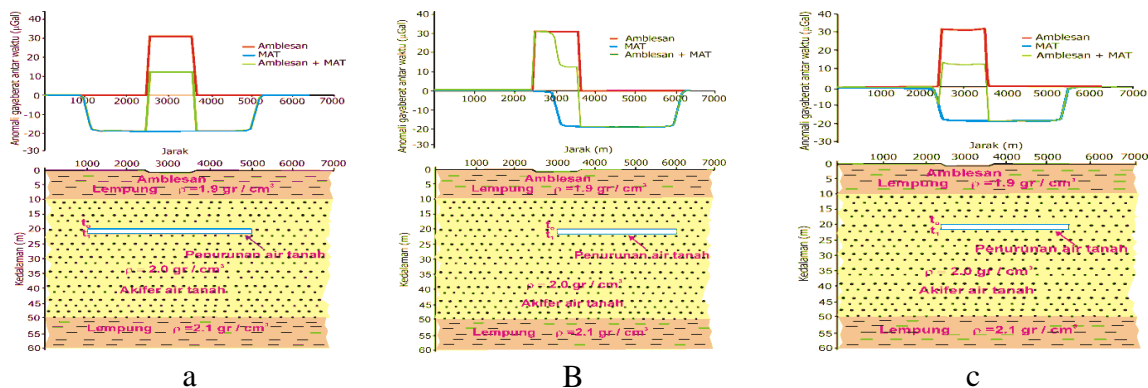 Anomali gayaberat antar waktu (µGal)
40
30
20
10
0
-10
-20
-30
1000
2000
3000
4000
5000
6000
7000
Amblesan
MAT
Amblesan + MAT
Jarak
1000
2000
3000
4000
5000
6000
7000
Kedalaman (m)
0
5
10
15
20
25
30
35
40
45
50
55
60
Amblesan
Lempung ρ=1.9 gr / cm³
Penurunan air tanah
ρ = 2.0 gr / cm³
Akifer air tanah
Lempung ρ=2.1 gr / cm³
a
Anomali gayaberat antar waktu (µGal)
40
30
20
10
0
-10
-20
-30
1000
2000
3000
4000
5000
6000
7000
Amblesan
MAT
Amblesan + MAT
Jarak (m)
1000
2000
3000
4000
5000
6000
7000
Kedalaman (m)
0
5
10
15
20
25
30
35
40
45
50
55
60
Amblesan
Lempung ρ=1.9 gr / cm³
Penurunan air tanah
ρ = 2.0 gr / cm³
Akifer air tanah
Lempung ρ=2.1 gr / cm³
B
Anomali gayaberat antar waktu (µGal)
40
30
20
10
0
-10
-20
-30
1000
2000
3000
4000
5000
6000
7000
Amblesan
MAT
Amblesan + MAT
Jarak (m)
1000
2000
3000
4000
5000
6000
7000
Kedalaman (m)
0
5
10
15
20
25
30
35
40
45
50
55
60
Amblesan
Lempung ρ=1.9 gr / cm³
Penurunan air tanah
ρ = 2.0 gr / cm³
Akifer air tanah
Lempung ρ=2.1 gr / cm³
c